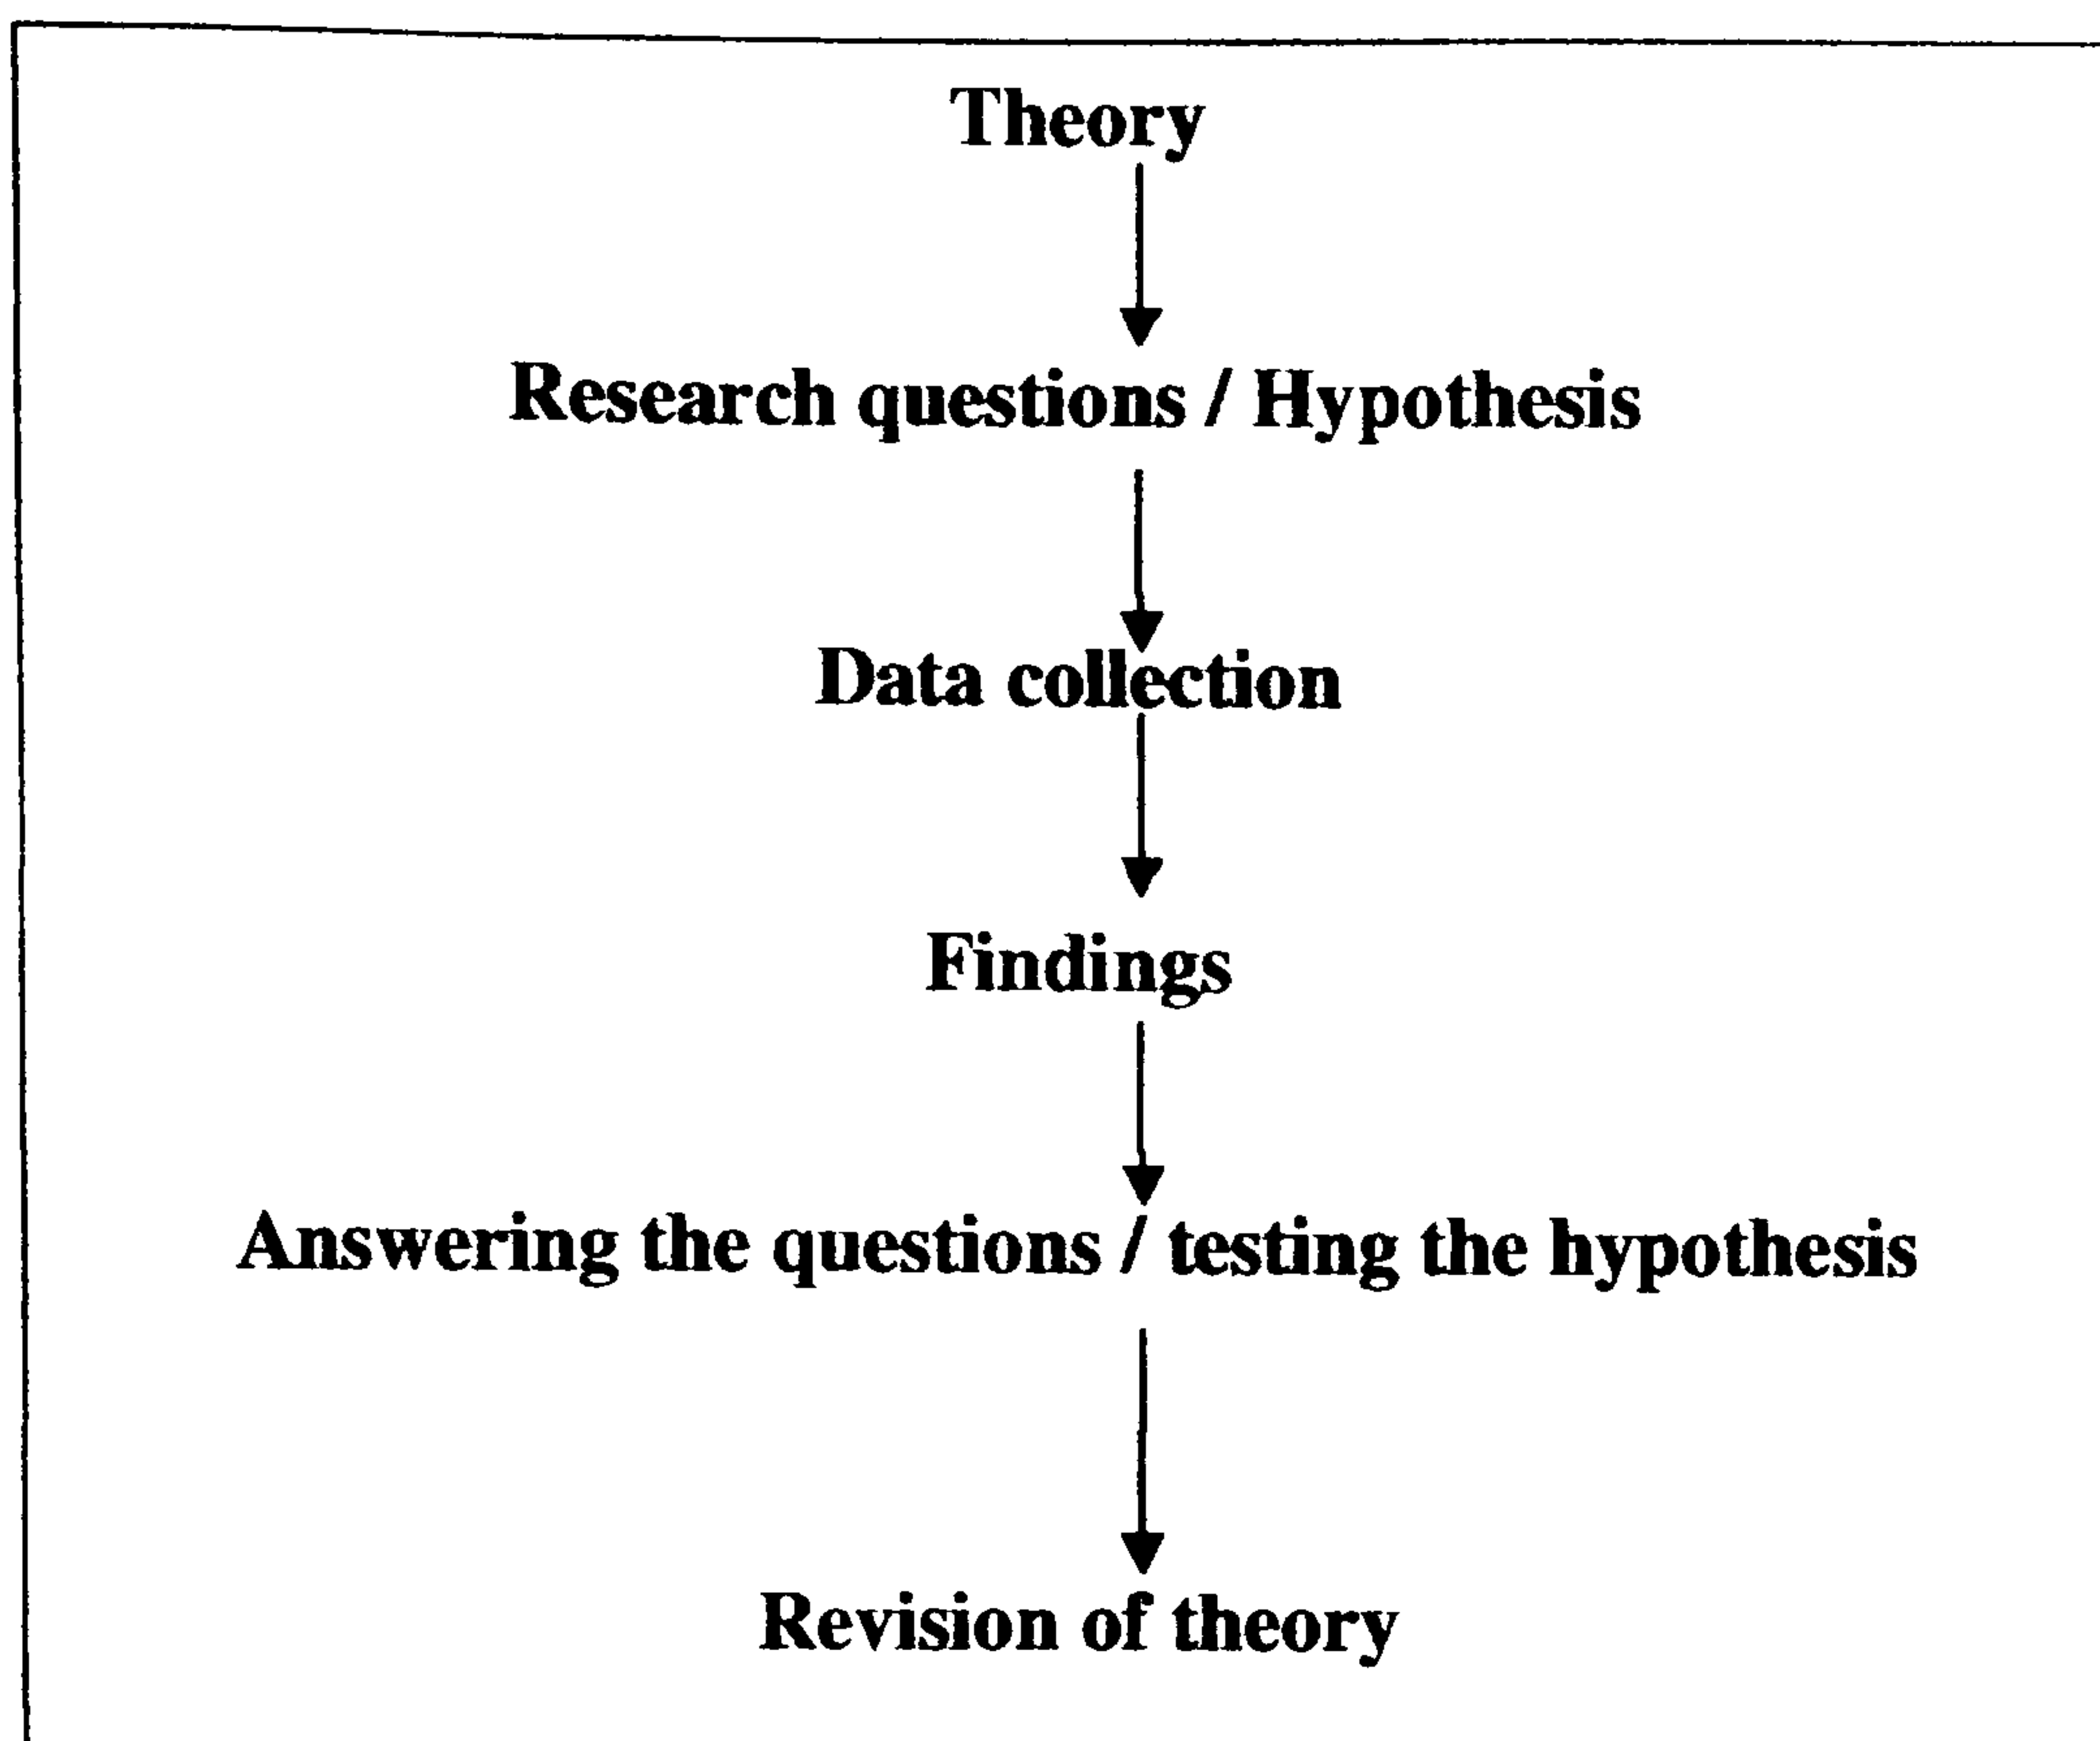 Theory
Research questions / Hypothesis
Data collection
Findings
Answering the questions / testing the hypothesis
Revision of theory